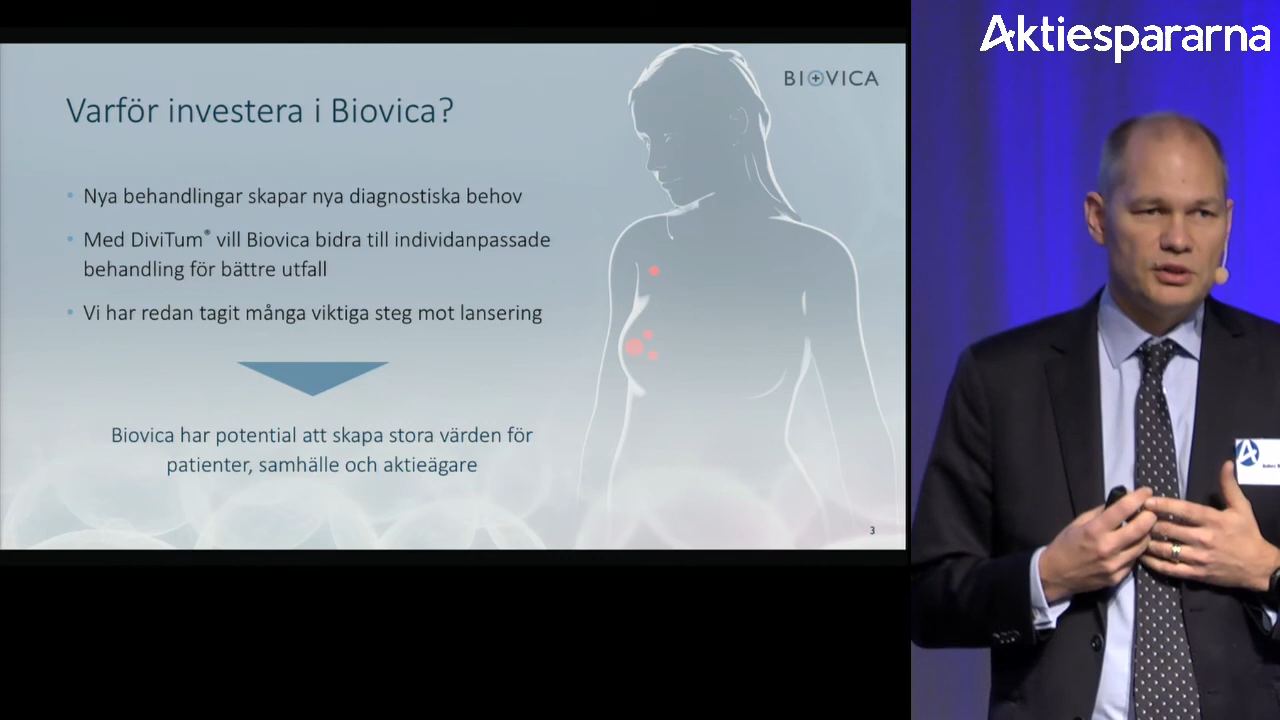 Aktiespararna
BIOVICA
Varför investera i Biovica?
• Nya behandlingar skapar nya diagnostiska behov
• Med DiviTum® vill Biovica bidra till individanpassade
behandling för bättre utfall
• Vi har redan tagit många viktiga steg mot lansering
Biovica har potential att skapa stora värden för
patienter, samhälle och aktieägare
3